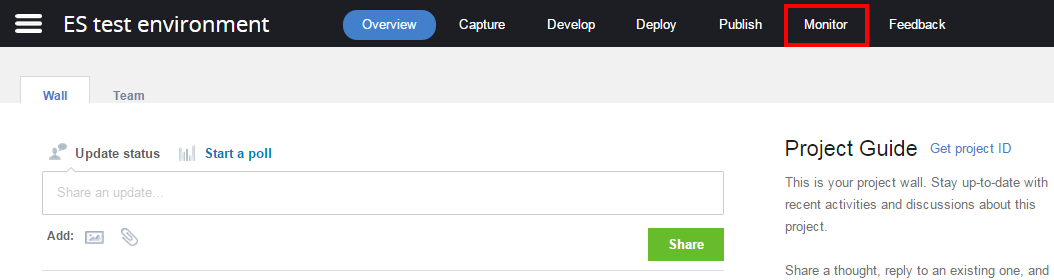 ES test environment Overview Capture Develop Deploy Publish Monitor Feedback
Wall Team
Update status Start a poll
Share an update...
Add:
Share
Project Guide Get project ID
This is your project wall. Stay up-to-date with
recent activities and discussions about this
project.
Share a thought, reply to an existing one, and